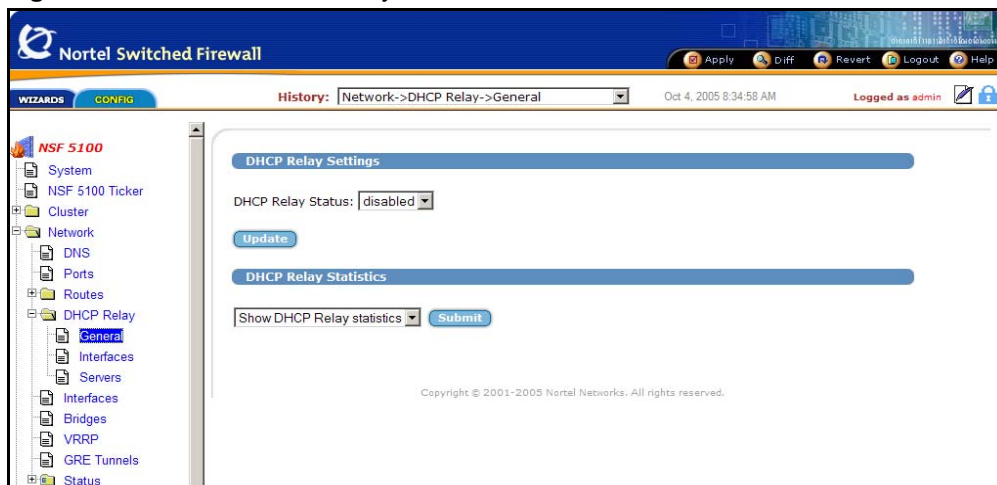 Nortel Switched Firewall
Apply Diff Revert Logout Help
WIZARDS CONFIG
History: Network->DHCP Relay->General
Oct 4, 2005 8:34:58 AM
Logged as admin
NSF 5100
System
NSF 5100 Ticker
Cluster
Network
DNS
Ports
Routes
DHCP Relay
General
Interfaces
Servers
Interfaces
Bridges
VRRP
GRE Tunnels
Status
DHCP Relay Settings
DHCP Relay Status: disabled
Update
DHCP Relay Statistics
Show DHCP Relay statistics Submit
Copyright © 2001-2005 Nortel Networks. All rights reserved.